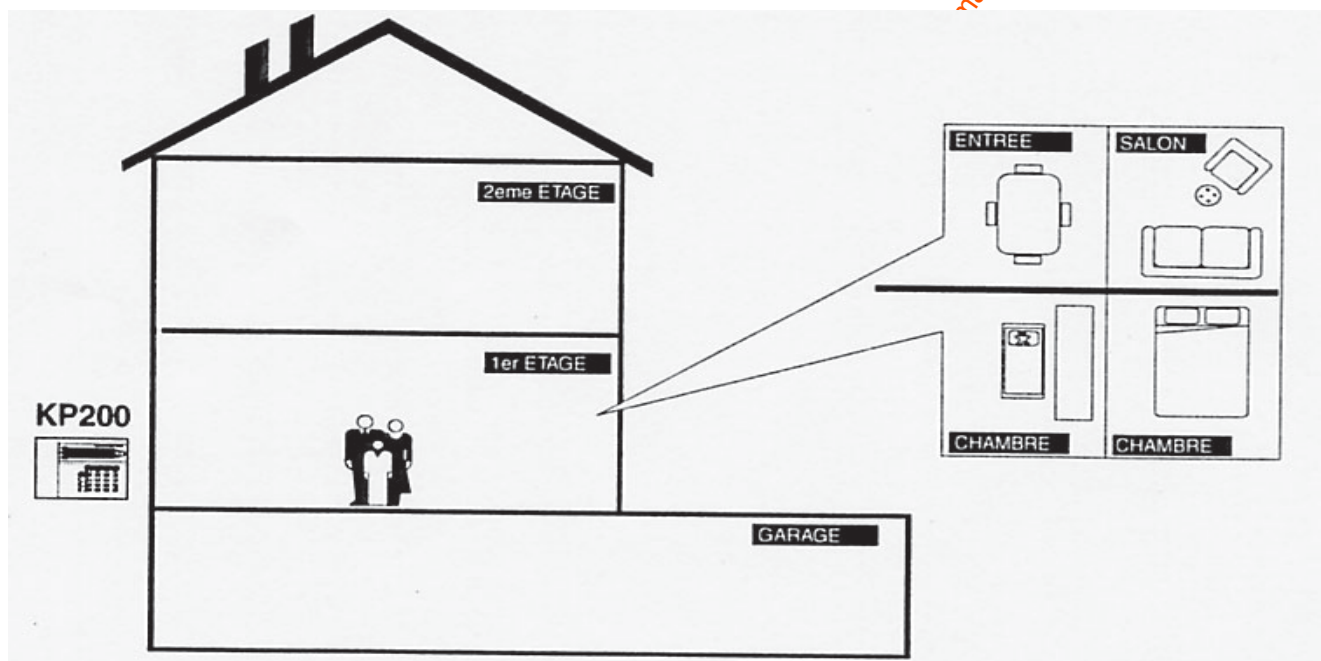 2eme ETAGE
1er ETAGE
KP200
GARAGE
ENTREE
SALON
CHAMBRE
CHAMBRE